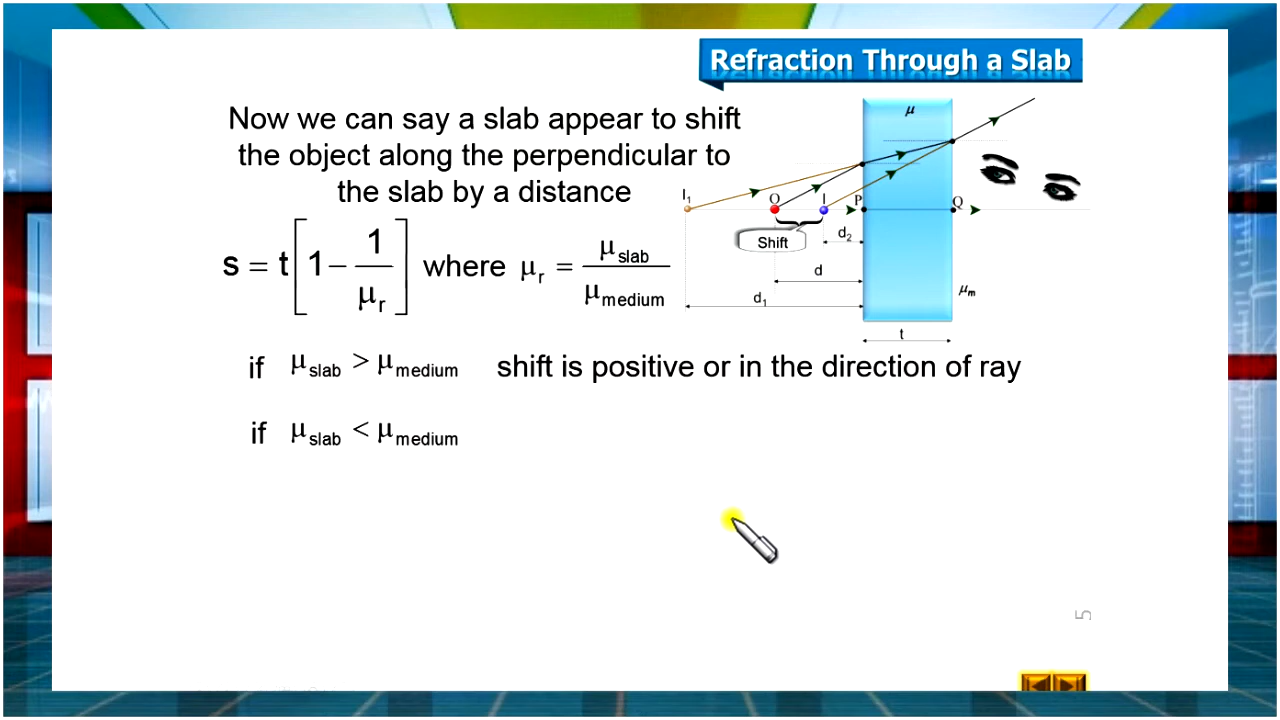 Refraction Through a Slab
Now we can say a slab appear to shift
the object along the perpendicular to
the slab by a distance
s = t[1 − 1/μr] where μr = μslab/μmedium
if μslab > μmedium shift is positive or in the direction of ray
if μslab < μmedium
μ
I1 O I P Q
Shift
d2
d
d1
μm
t
5